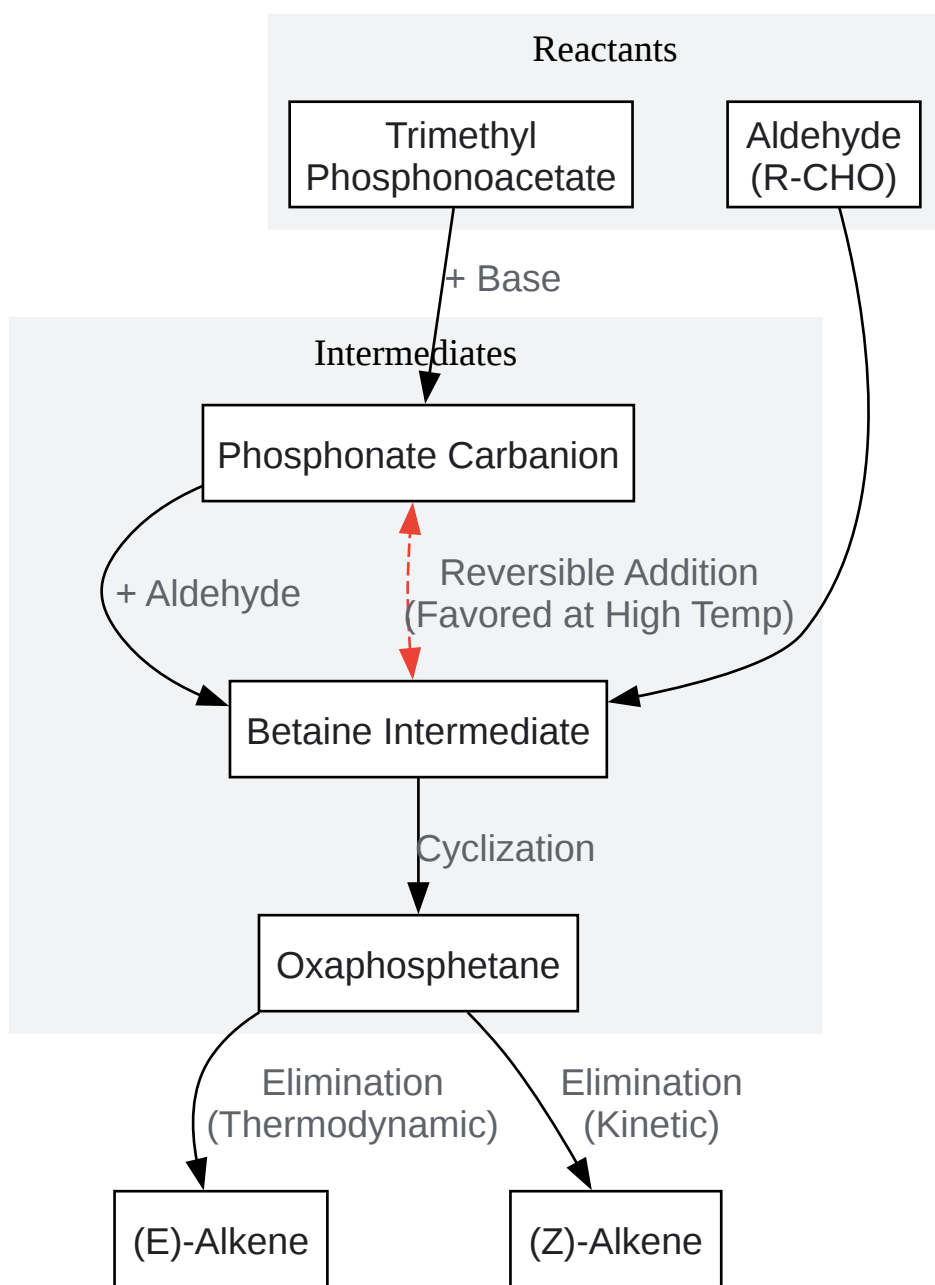 Reactants
Trimethyl
Phosphonoacetate
Aldehyde
(R-CHO)
+ Base
Intermediates
Phosphonate Carbanion
+ Aldehyde
Reversible Addition
(Favored at High Temp)
Betaine Intermediate
Cyclization
Oxaphosphetane
Elimination
(Thermodynamic)
Elimination
(Kinetic)
(E)-Alkene
(Z)-Alkene